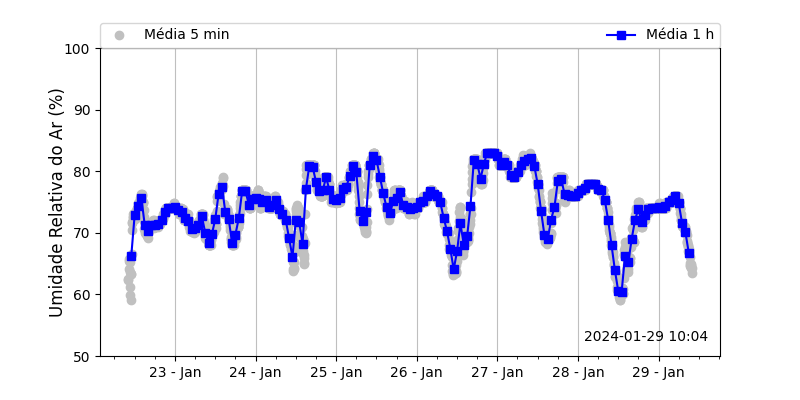 Média 5 min Média 1 h
100
90
80
70
60
50
Umidade Relativa do Ar (%)
2024-01-29 10:04
23 - Jan 24 - Jan 25 - Jan 26 - Jan 27 - Jan 28 - Jan 29 - Jan